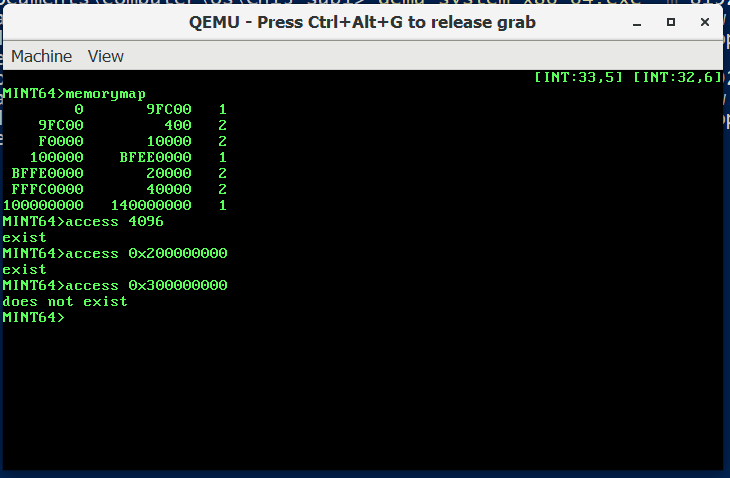 QEMU - Press Ctrl+Alt+G to release grab
Machine View
[INT:33,5] [INT:32,6]
MINT64>memorymap
0 9FC00 1
9FC00 400 2
F0000 10000 2
100000 BFEE0000 1
BFFE0000 20000 2
FFFC0000 40000 2
100000000 140000000 1
MINT64>access 4096
exist
MINT64>access 0x200000000
exist
MINT64>access 0x300000000
does not exist
MINT64>